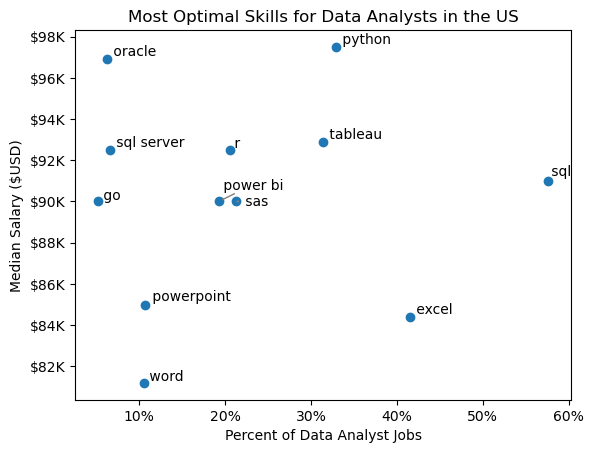 Most Optimal Skills for Data Analysts in the US
$98K
$96K
$94K
$92K
$90K
$88K
$86K
$84K
$82K
Median Salary ($USD)
python
oracle
tableau
sql server
r
sql
power bi
go
sas
powerpoint
excel
word
10%
20%
30%
40%
50%
60%
Percent of Data Analyst Jobs